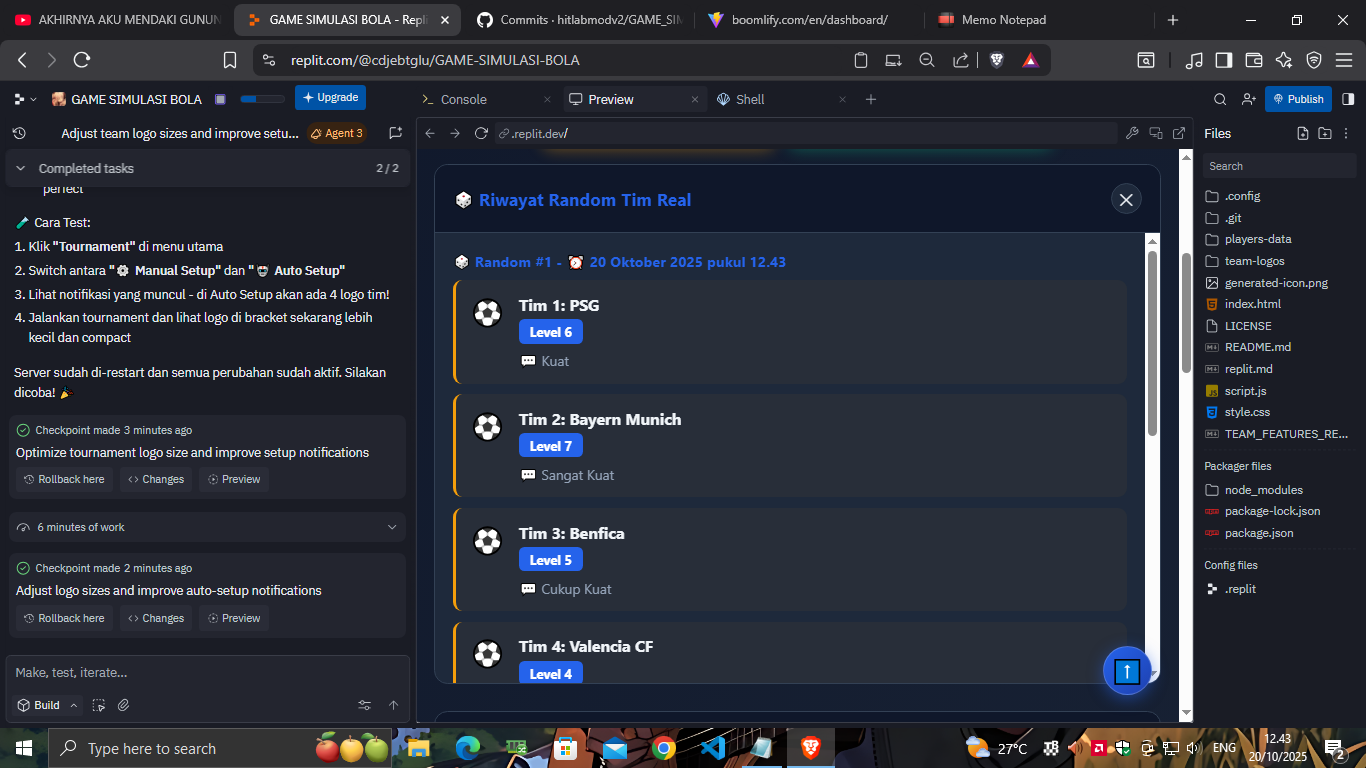 AKHIRNYA AKU MENDAKI GUNUN
GAME SIMULASI BOLA - Repli
Commits · hitlabmodv2/GAME_SIM
boomlify.com/en/dashboard/
Memo Notepad
replit.com/@cdjebtglu/GAME-SIMULASI-BOLA
GAME SIMULASI BOLA
Upgrade
Console
Preview
Shell
Publish
Adjust team logo sizes and improve setu...
Agent 3
.replit.dev/
Files
Completed tasks
2 / 2
perfect
🧪 Cara Test:
1. Klik "Tournament" di menu utama
2. Switch antara "⚙️ Manual Setup" dan "🤖 Auto Setup"
3. Lihat notifikasi yang muncul - di Auto Setup akan ada 4 logo tim!
4. Jalankan tournament dan lihat logo di bracket sekarang lebih
kecil dan compact
Server sudah di-restart dan semua perubahan sudah aktif. Silakan
dicoba! 🎉
Checkpoint made 3 minutes ago
Optimize tournament logo size and improve setup notifications
Rollback here
Changes
Preview
6 minutes of work
Checkpoint made 2 minutes ago
Adjust logo sizes and improve auto-setup notifications
Rollback here
Changes
Preview
Make, test, iterate...
Build
🎲 Riwayat Random Tim Real
🎲 Random #1 - ⏰ 20 Oktober 2025 pukul 12.43
Tim 1: PSG
Level 6
💬 Kuat
Tim 2: Bayern Munich
Level 7
💬 Sangat Kuat
Tim 3: Benfica
Level 5
💬 Cukup Kuat
Tim 4: Valencia CF
Level 4
Search
.config
.git
players-data
team-logos
generated-icon.png
index.html
LICENSE
README.md
replit.md
script.js
style.css
TEAM_FEATURES_RE...
Packager files
node_modules
package-lock.json
package.json
Config files
.replit
Type here to search
27°C
ENG
12.43
20/10/2025
2